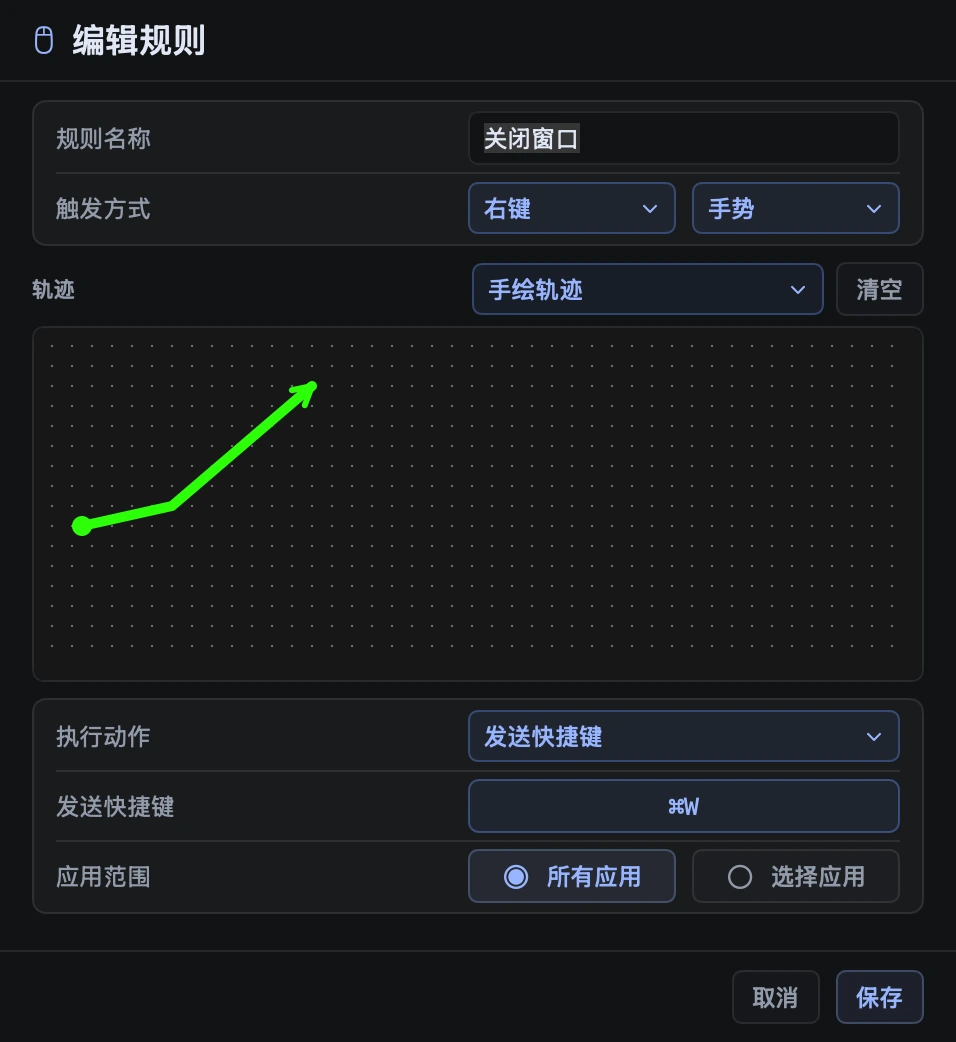 编辑规则
规则名称 关闭窗口
触发方式 右键 手势
轨迹 手绘轨迹 清空
执行动作 发送快捷键
发送快捷键 ⌘W
应用范围 所有应用 选择应用
取消 保存